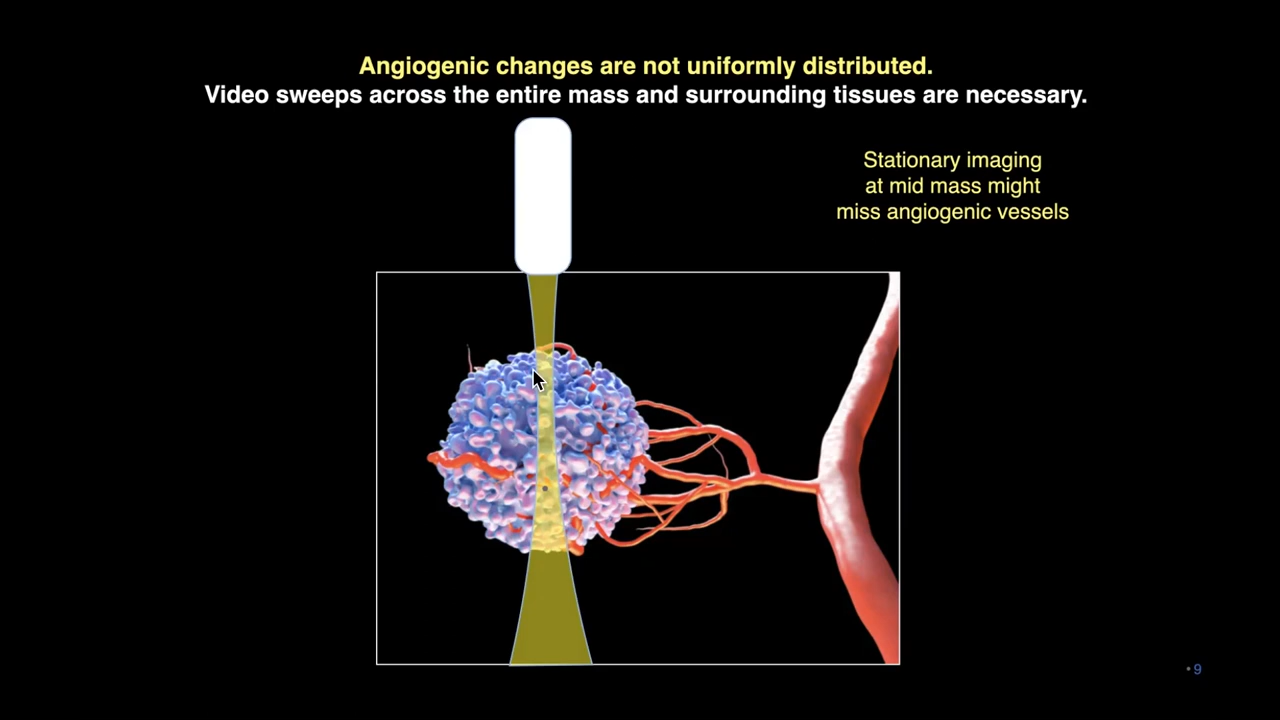 Angiogenic changes are not uniformly distributed.
Video sweeps across the entire mass and surrounding tissues are necessary.
Stationary imaging
at mid mass might
miss angiogenic vessels
• 9